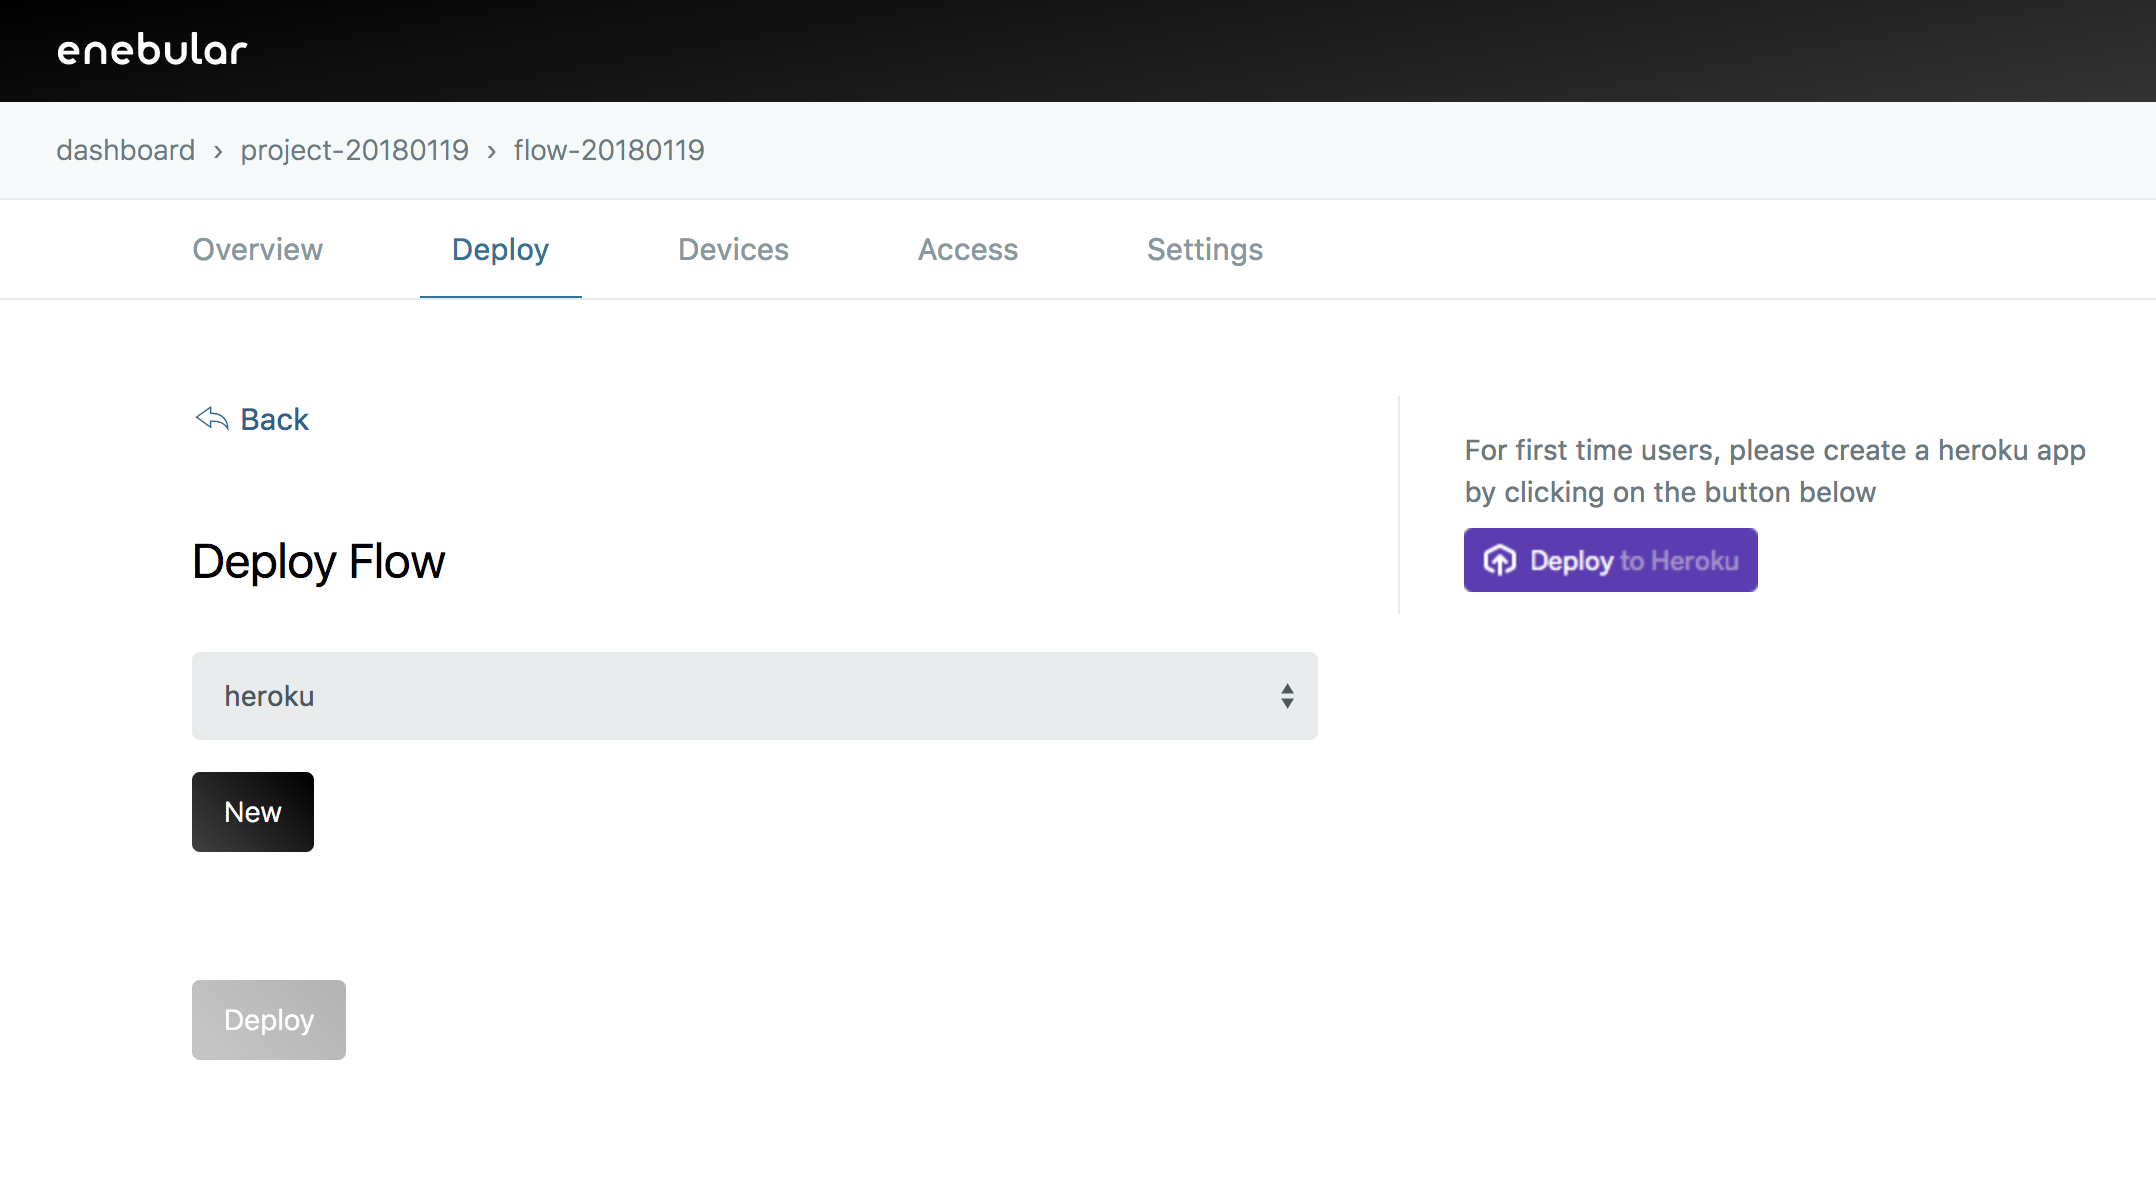 enebular
dashboard › project-20180119 › flow-20180119
Overview Deploy Devices Access Settings
Back
Deploy Flow
heroku
New
Deploy
For first time users, please create a heroku app
by clicking on the button below
Deploy to Heroku